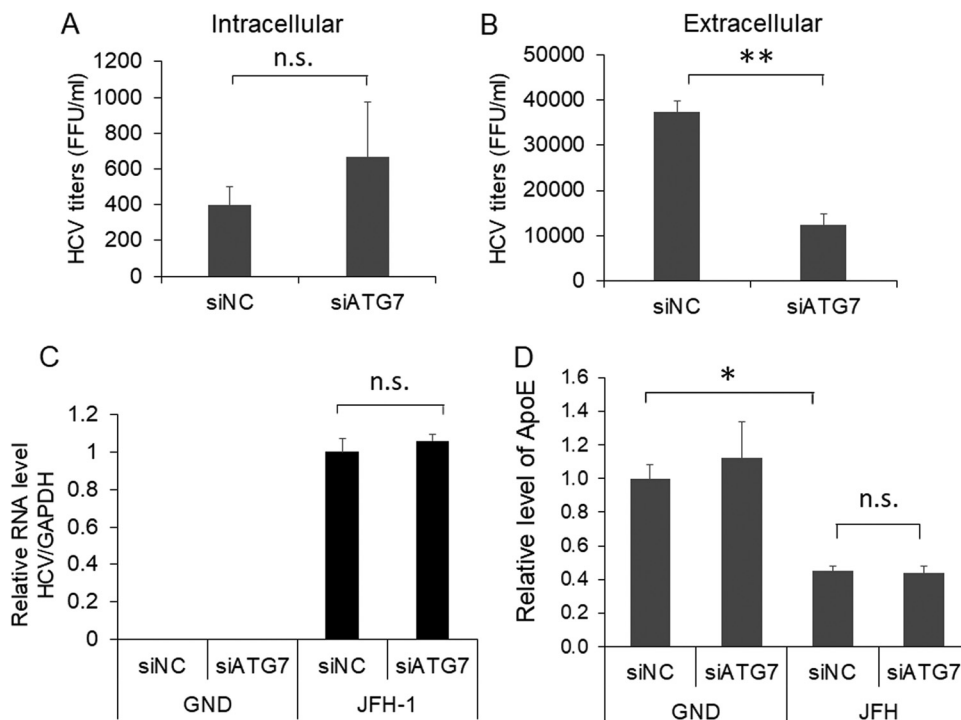 A
Intracellular
HCV titers (FFU/ml)
1200
1000
800
600
400
200
0
n.s.
siNC
siATG7
B
Extracellular
HCV titers (FFU/ml)
50000
40000
30000
20000
10000
0
**
siNC
siATG7
C
Relative RNA level
HCV/GAPDH
1.2
1
0.8
0.6
0.4
0.2
0
n.s.
siNC
siATG7
siNC
siATG7
GND
JFH-1
D
Relative level of ApoE
1.6
1.4
1.2
1.0
0.8
0.6
0.4
0.2
0.0
*
n.s.
siNC
siATG7
siNC
siATG7
GND
JFH